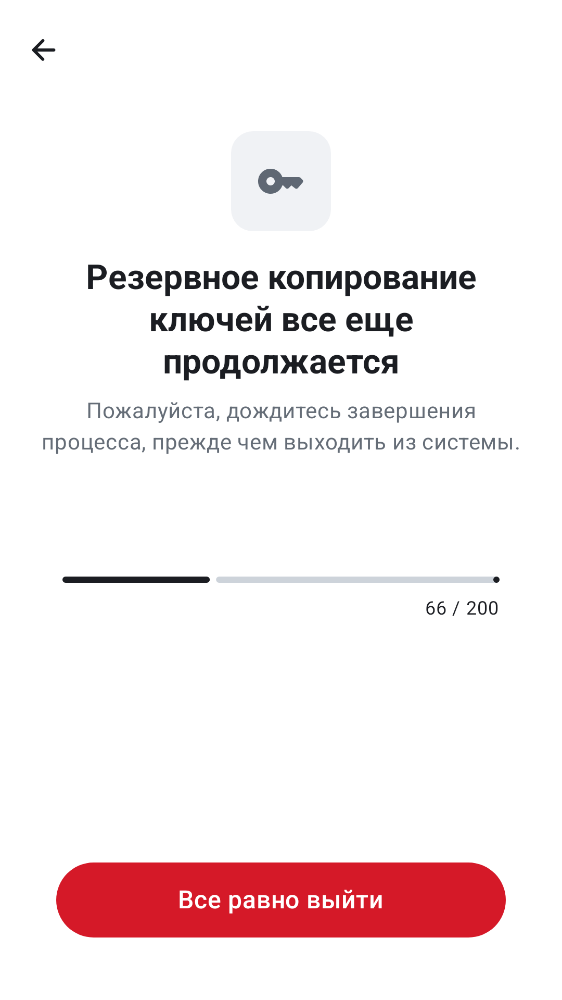 Резервное копирование
ключей все еще
продолжается
Пожалуйста, дождитесь завершения
процесса, прежде чем выходить из системы.
66 / 200
Все равно выйти